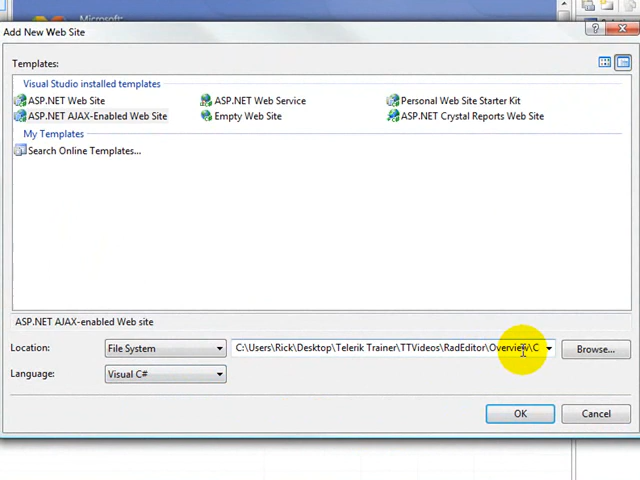 Microsoft
Add New Web Site
Templates:
Visual Studio installed templates
ASP.NET Web Site
ASP.NET Web Service
Personal Web Site Starter Kit
ASP.NET AJAX-Enabled Web Site
Empty Web Site
ASP.NET Crystal Reports Web Site
My Templates
Search Online Templates...
ASP.NET AJAX-enabled Web site
Location:
File System
C:\Users\Rick\Desktop\Telerik Trainer\TTVideos\RadEditor\Overview\C
Browse...
Language:
Visual C#
OK
Cancel